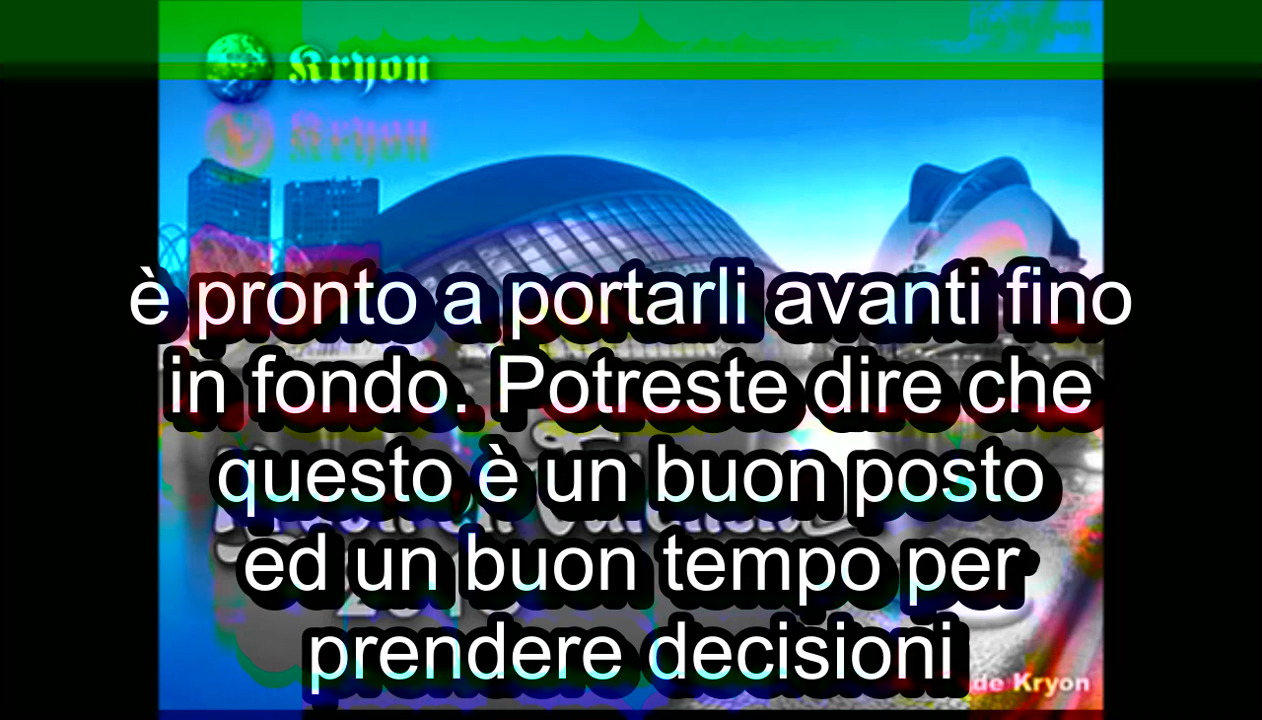 Kryon
Kryon
è pronto a portarli avanti fino
in fondo. Potreste dire che
questo è un buon posto
ed un buon tempo per
prendere decisioni
de Kryon